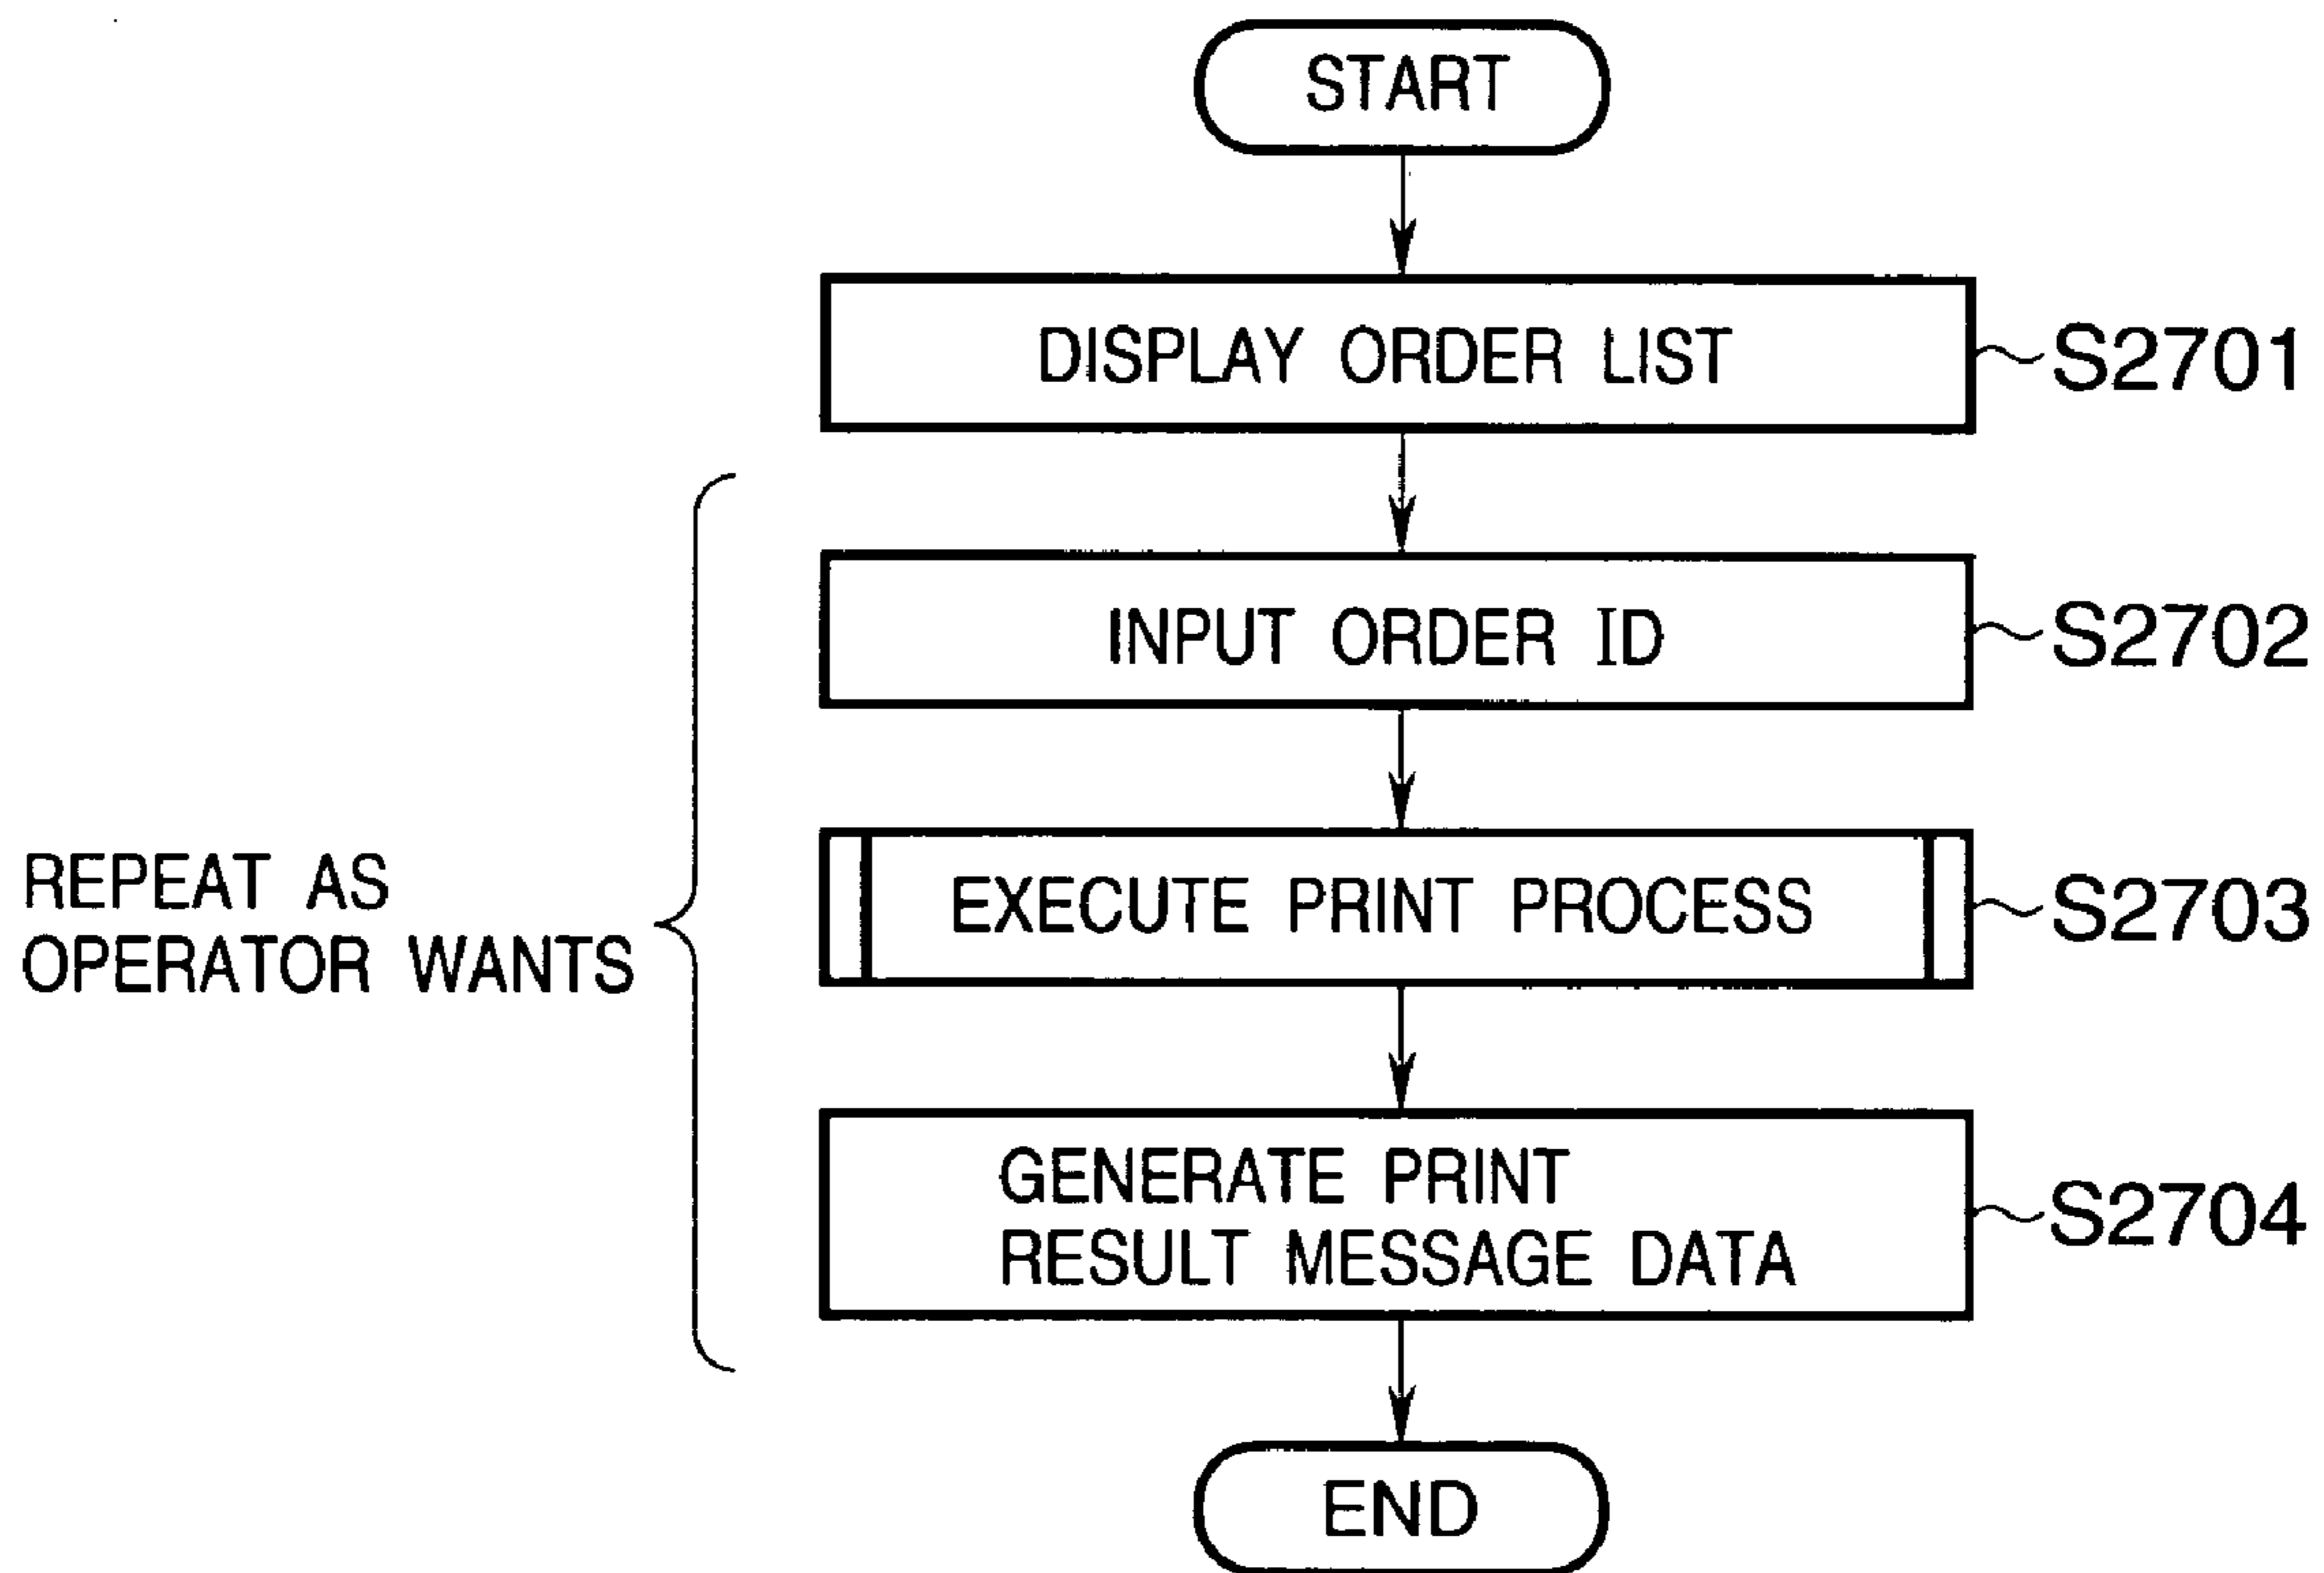 START
DISPLAY ORDER LIST
S2701
INPUT ORDER ID
S2702
REPEAT AS
OPERATOR WANTS
EXECUTE PRINT PROCESS
S2703
GENERATE PRINT
RESULT MESSAGE DATA
S2704
END